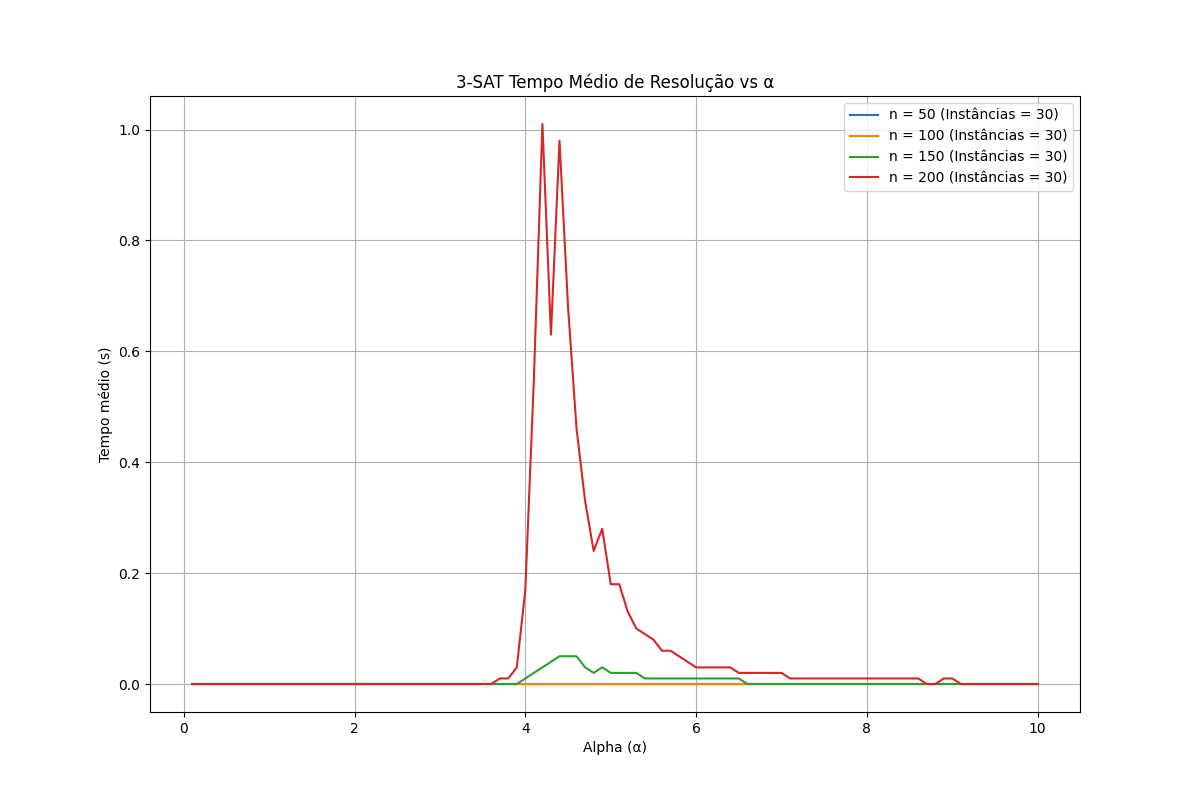 3-SAT Tempo Médio de Resolução vs α
n = 50 (Instâncias = 30)
n = 100 (Instâncias = 30)
n = 150 (Instâncias = 30)
n = 200 (Instâncias = 30)
Tempo médio (s)
1.0
0.8
0.6
0.4
0.2
0.0
0 2 4 6 8 10
Alpha (α)